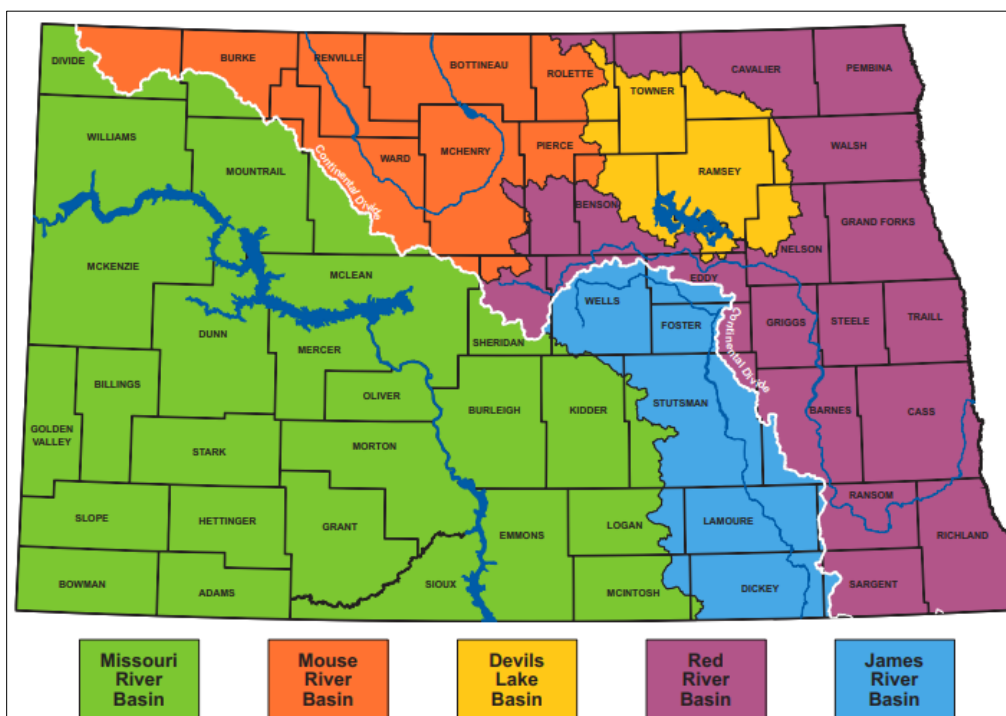 DIVIDE
BURKE
RENVILLE
BOTTINEAU
ROLETTE
TOWNER
CAVALIER
PEMBINA
WILLIAMS
MOUNTRAIL
WARD
MCHENRY
PIERCE
RAMSEY
WALSH
Continental Divide
BENSON
NELSON
GRAND FORKS
MCKENZIE
MCLEAN
WELLS
EDDY
DUNN
MERCER
SHERIDAN
FOSTER
GRIGGS
STEELE
TRAILL
Continental Divide
BILLINGS
OLIVER
BURLEIGH
KIDDER
STUTSMAN
BARNES
CASS
GOLDEN
VALLEY
STARK
MORTON
SLOPE
HETTINGER
GRANT
EMMONS
LOGAN
LAMOURE
RANSOM
RICHLAND
BOWMAN
ADAMS
SIOUX
MCINTOSH
DICKEY
SARGENT
Missouri
River
Basin
Mouse
River
Basin
Devils
Lake
Basin
Red
River
Basin
James
River
Basin